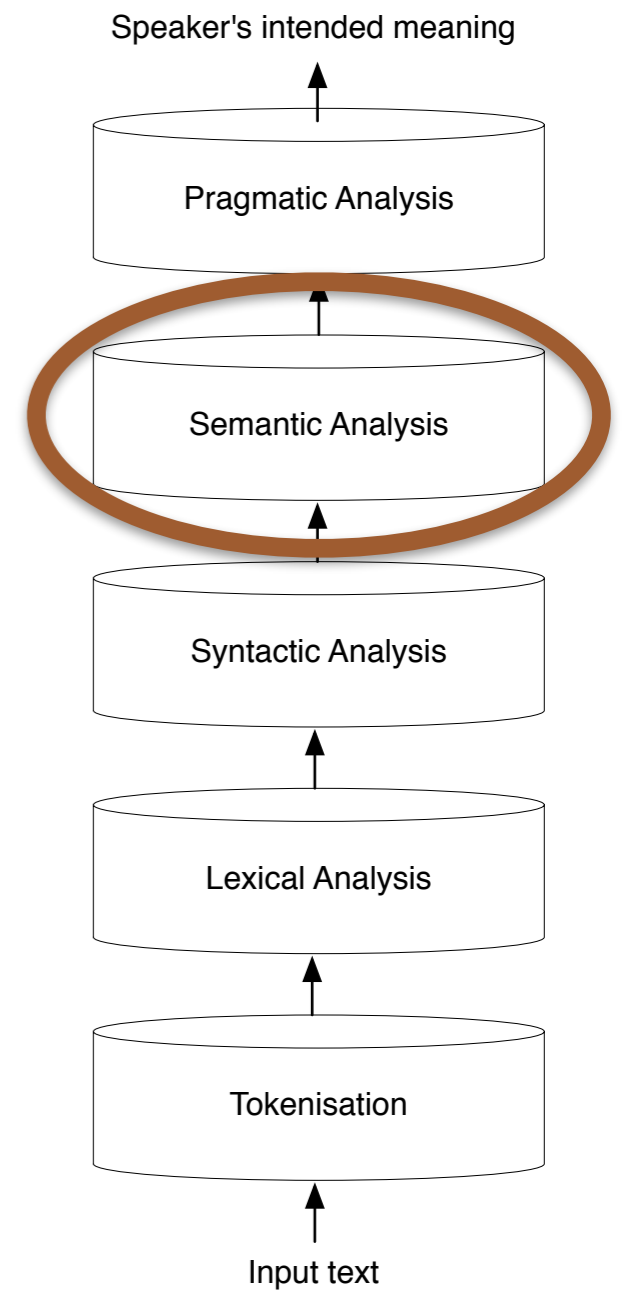 Speaker's intended meaning
Pragmatic Analysis
Semantic Analysis
Syntactic Analysis
Lexical Analysis
Tokenisation
Input text